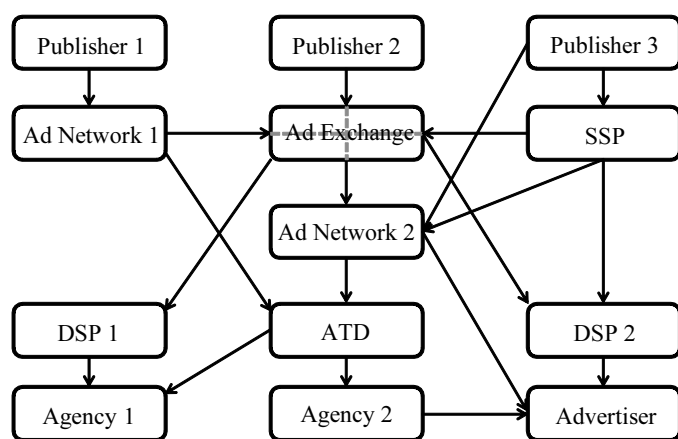 Publisher 1
Publisher 2
Publisher 3
Ad Network 1
Ad Exchange
SSP
Ad Network 2
DSP 1
ATD
DSP 2
Agency 1
Agency 2
Advertiser